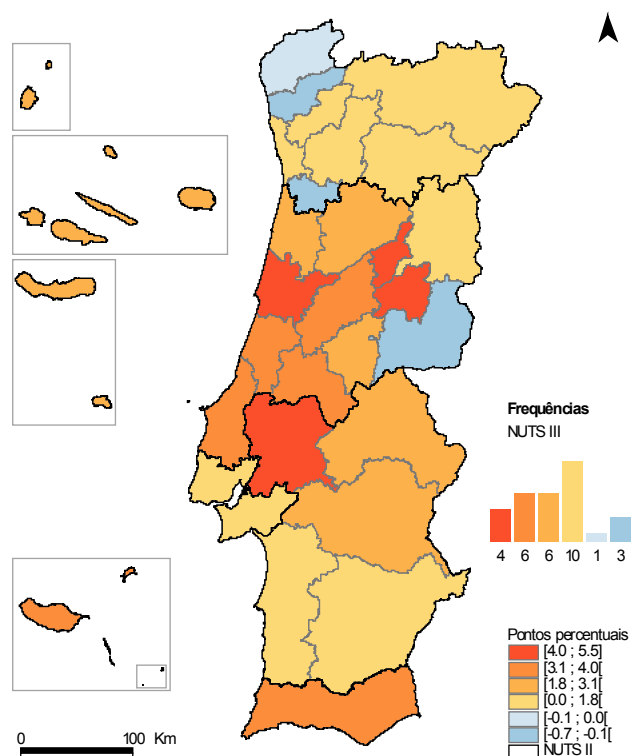 Frequências
NUTS III
4 6 6 10 1 3
Pontos percentuais
[4.0 ; 5.5]
[3.1 ; 4.0[
[1.8 ; 3.1[
[0.0 ; 1.8[
[-0.1 ; 0.0[
[-0.7 ; -0.1[
NUTS II
0 100 Km